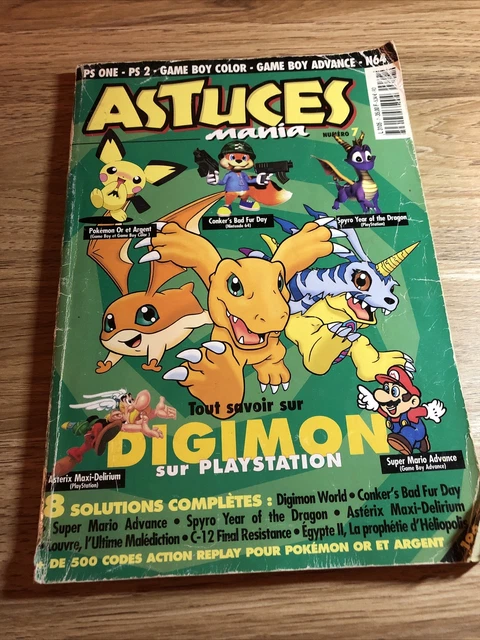 PS ONE - PS 2 - GAME BOY COLOR - GAME BOY ADVANCE - N64
ASTUCES
mania
NUMÉRO 7
Pokémon Or et Argent
(Game Boy et Game Boy Color)
Conker's Bad Fur Day
(Nintendo 64)
Spyro Year of the Dragon
(PlayStation)
Tout savoir sur
DIGIMON
sur PLAYSTATION
Astérix Maxi-Delirium
(PlayStation)
Super Mario Advance
(Game Boy Advance)
8 SOLUTIONS COMPLÈTES : Digimon World • Conker's Bad Fur Day
Super Mario Advance • Spyro Year of the Dragon • Astérix Maxi-Delirium
Louvre, l'Ultime Malédiction • C-12 Final Resistance • Egypte II, La prophétie d'Héliopolis
+ DE 500 CODES ACTION REPLAY POUR POKÉMON OR ET ARGENT